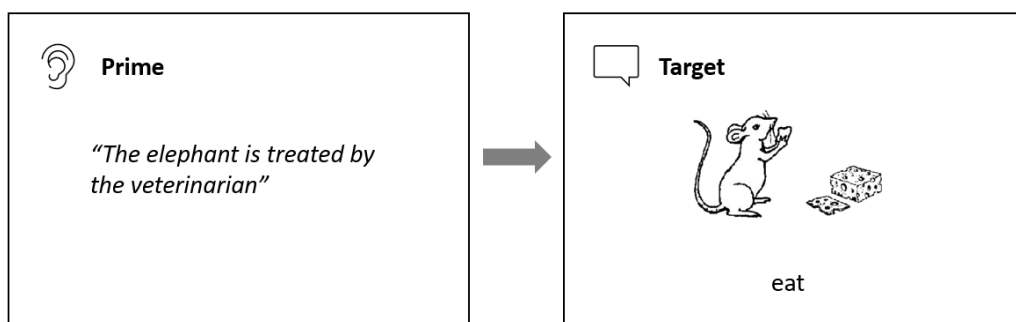 Prime
“The elephant is treated by
the veterinarian”
Target
eat